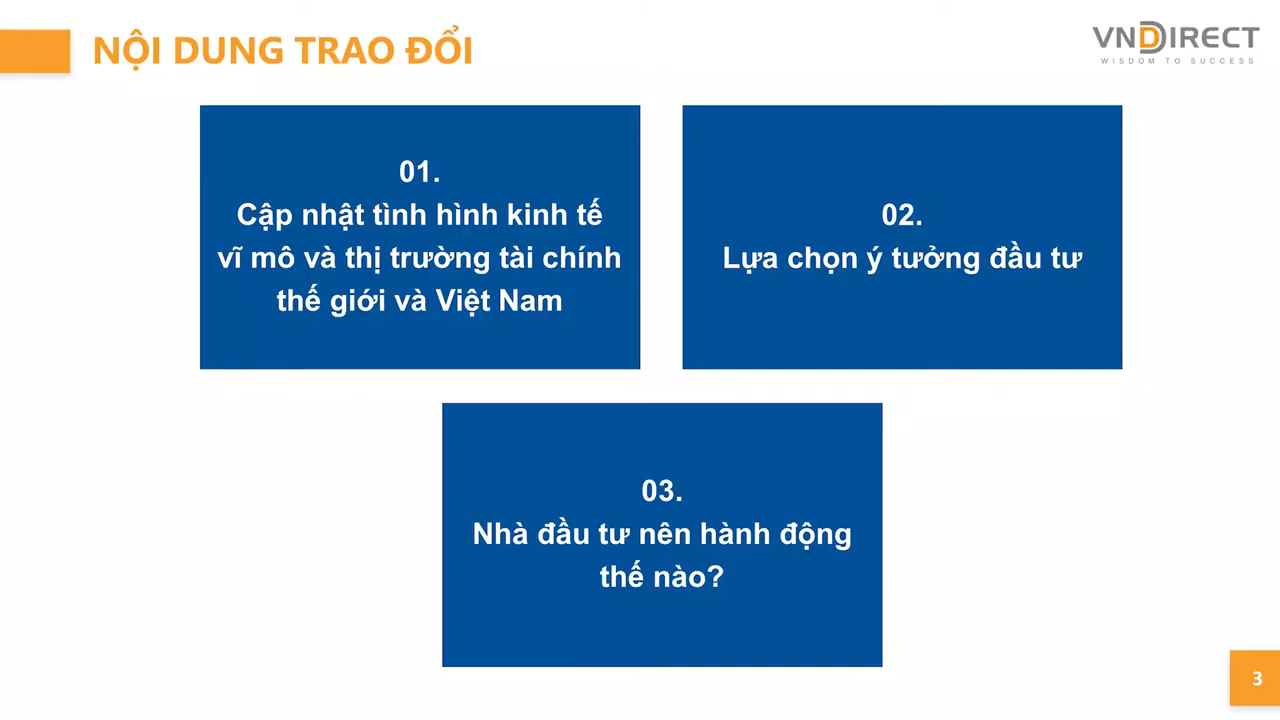 NỘI DUNG TRAO ĐỔI
VNDIRECT
WISDOM TO SUCCESS
01.
Cập nhật tình hình kinh tế
vĩ mô và thị trường tài chính
thế giới và Việt Nam
02.
Lựa chọn ý tưởng đầu tư
03.
Nhà đầu tư nên hành động
thế nào?
3